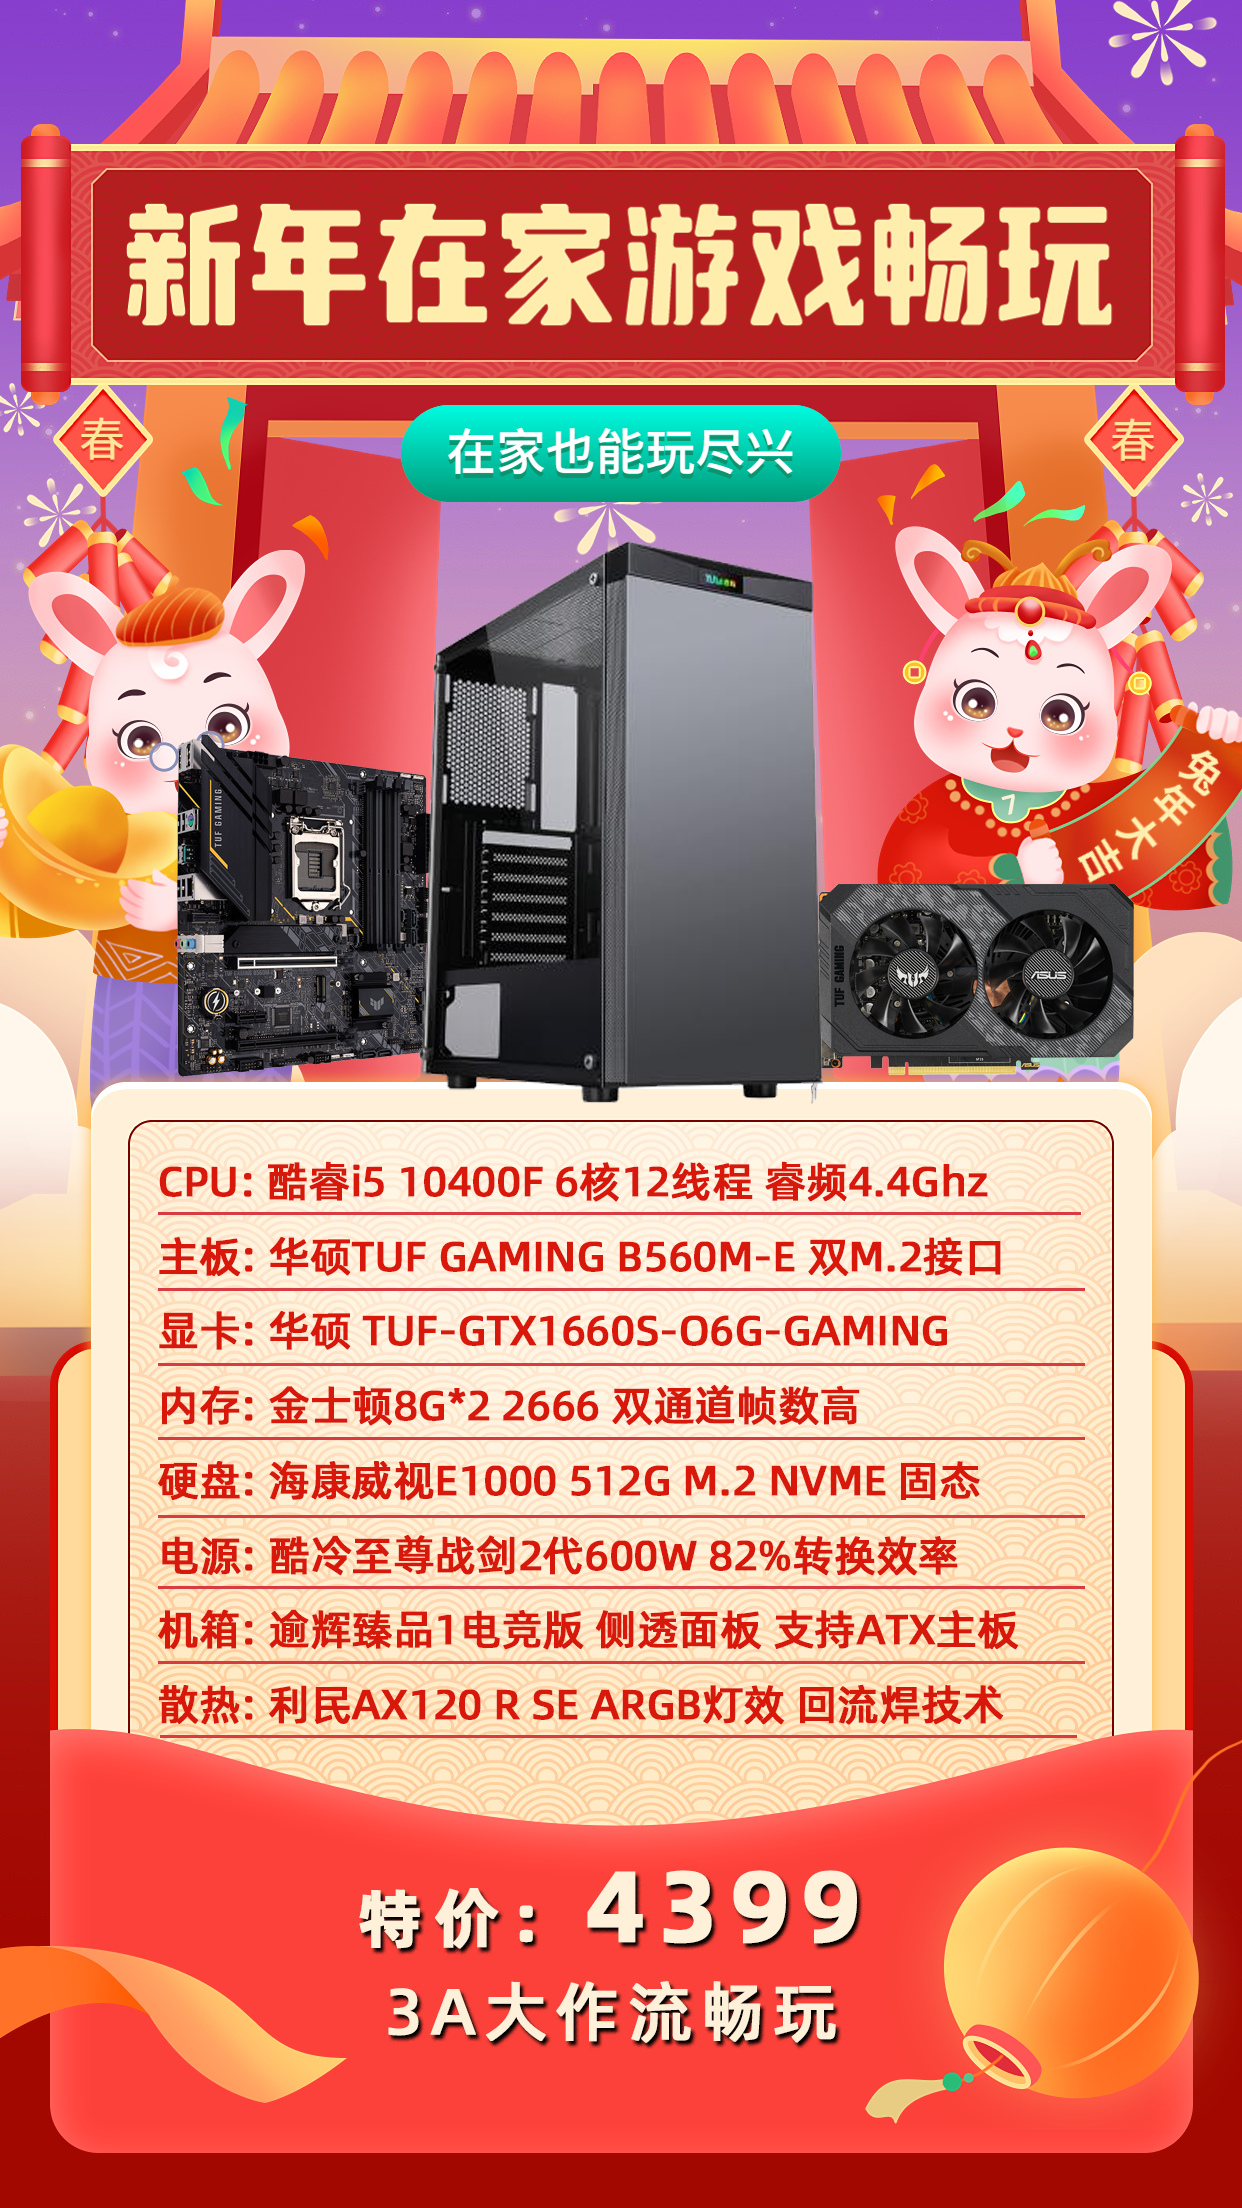 新年在家游戏畅玩
春
春
在家也能玩尽兴
兔年大吉
TUF GAMING
TUF GAMING
ASUS
CPU: 酷睿i5 10400F 6核12线程 睿频4.4Ghz
主板: 华硕TUF GAMING B560M-E 双M.2接口
显卡: 华硕 TUF-GTX1660S-O6G-GAMING
内存: 金士顿8G*2 2666 双通道帧数高
硬盘: 海康威视E1000 512G M.2 NVME 固态
电源: 酷冷至尊战剑2代600W 82%转换效率
机箱: 逾辉臻品1电竞版 侧透面板 支持ATX主板
散热: 利民AX120 R SE ARGB灯效 回流焊技术
特价: 4399
3A大作流畅玩